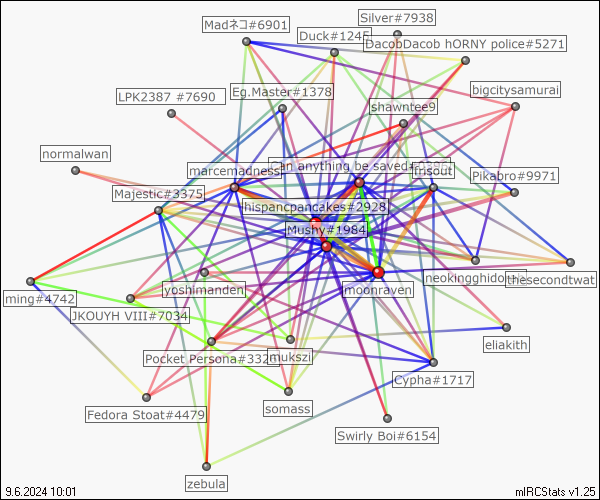 Silver#7938
Madネコ#6901
Duck#1245
DacobDacob hORNY police#5271
Eg.Master#1378
bigcitysamurai
LPK2387 #7690
shawntee9
normalwan
marcemadness
Can anything be saved?
trisout
Pikabro#9971
Majestic#3375
hispancpancakes#2928
Mushy#1984
yoshimanden
moonraven
neokingghidora
thesecondtwat
ming#4742
JKOUYH VIII#7034
Pocket Persona#332
mukszi
eliakith
Cypha#1717
Fedora Stoat#4479
somass
Swirly Boi#6154
zebula
9.6.2024 10:01
mIRCStats v1.25